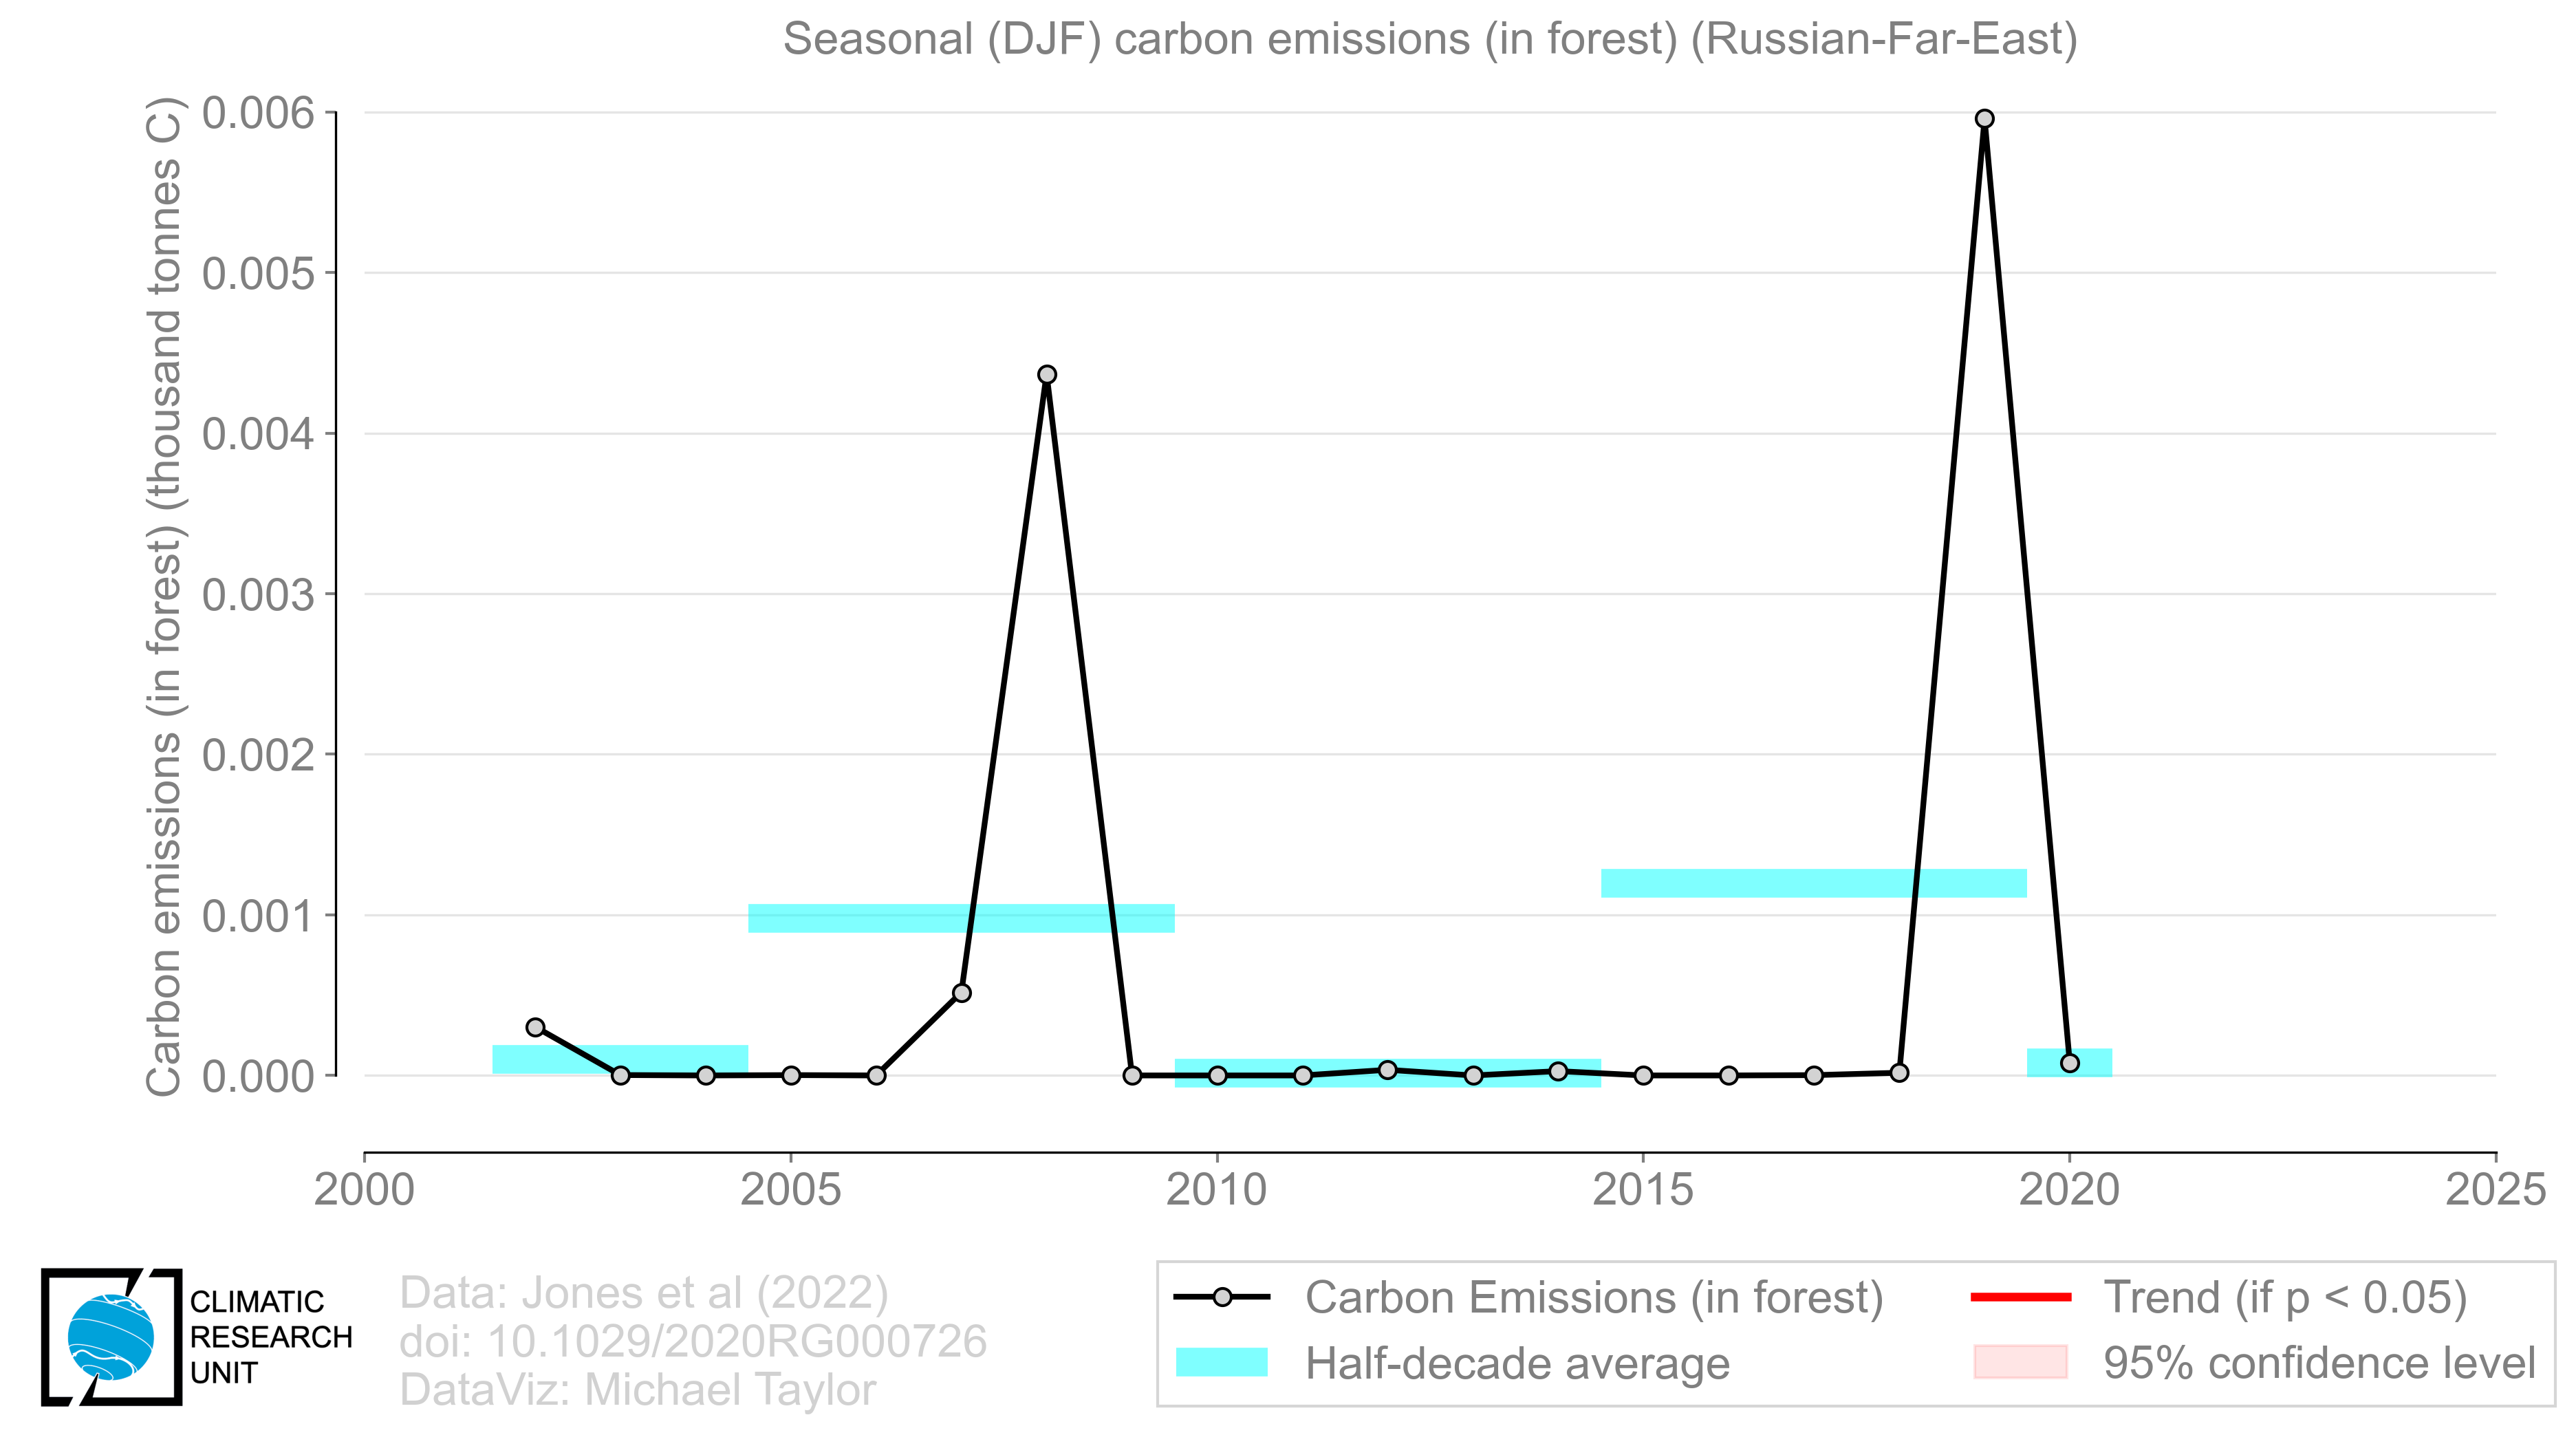 Seasonal (DJF) carbon emissions (in forest) (Russian-Far-East)
Carbon emissions (in forest) (thousand tonnes C)
0.006
0.005
0.004
0.003
0.002
0.001
0.000
2000 2005 2010 2015 2020 2025
CLIMATIC
RESEARCH
UNIT
Data: Jones et al (2022)
doi: 10.1029/2020RG000726
DataViz: Michael Taylor
Carbon Emissions (in forest)
Half-decade average
Trend (if p < 0.05)
95% confidence level